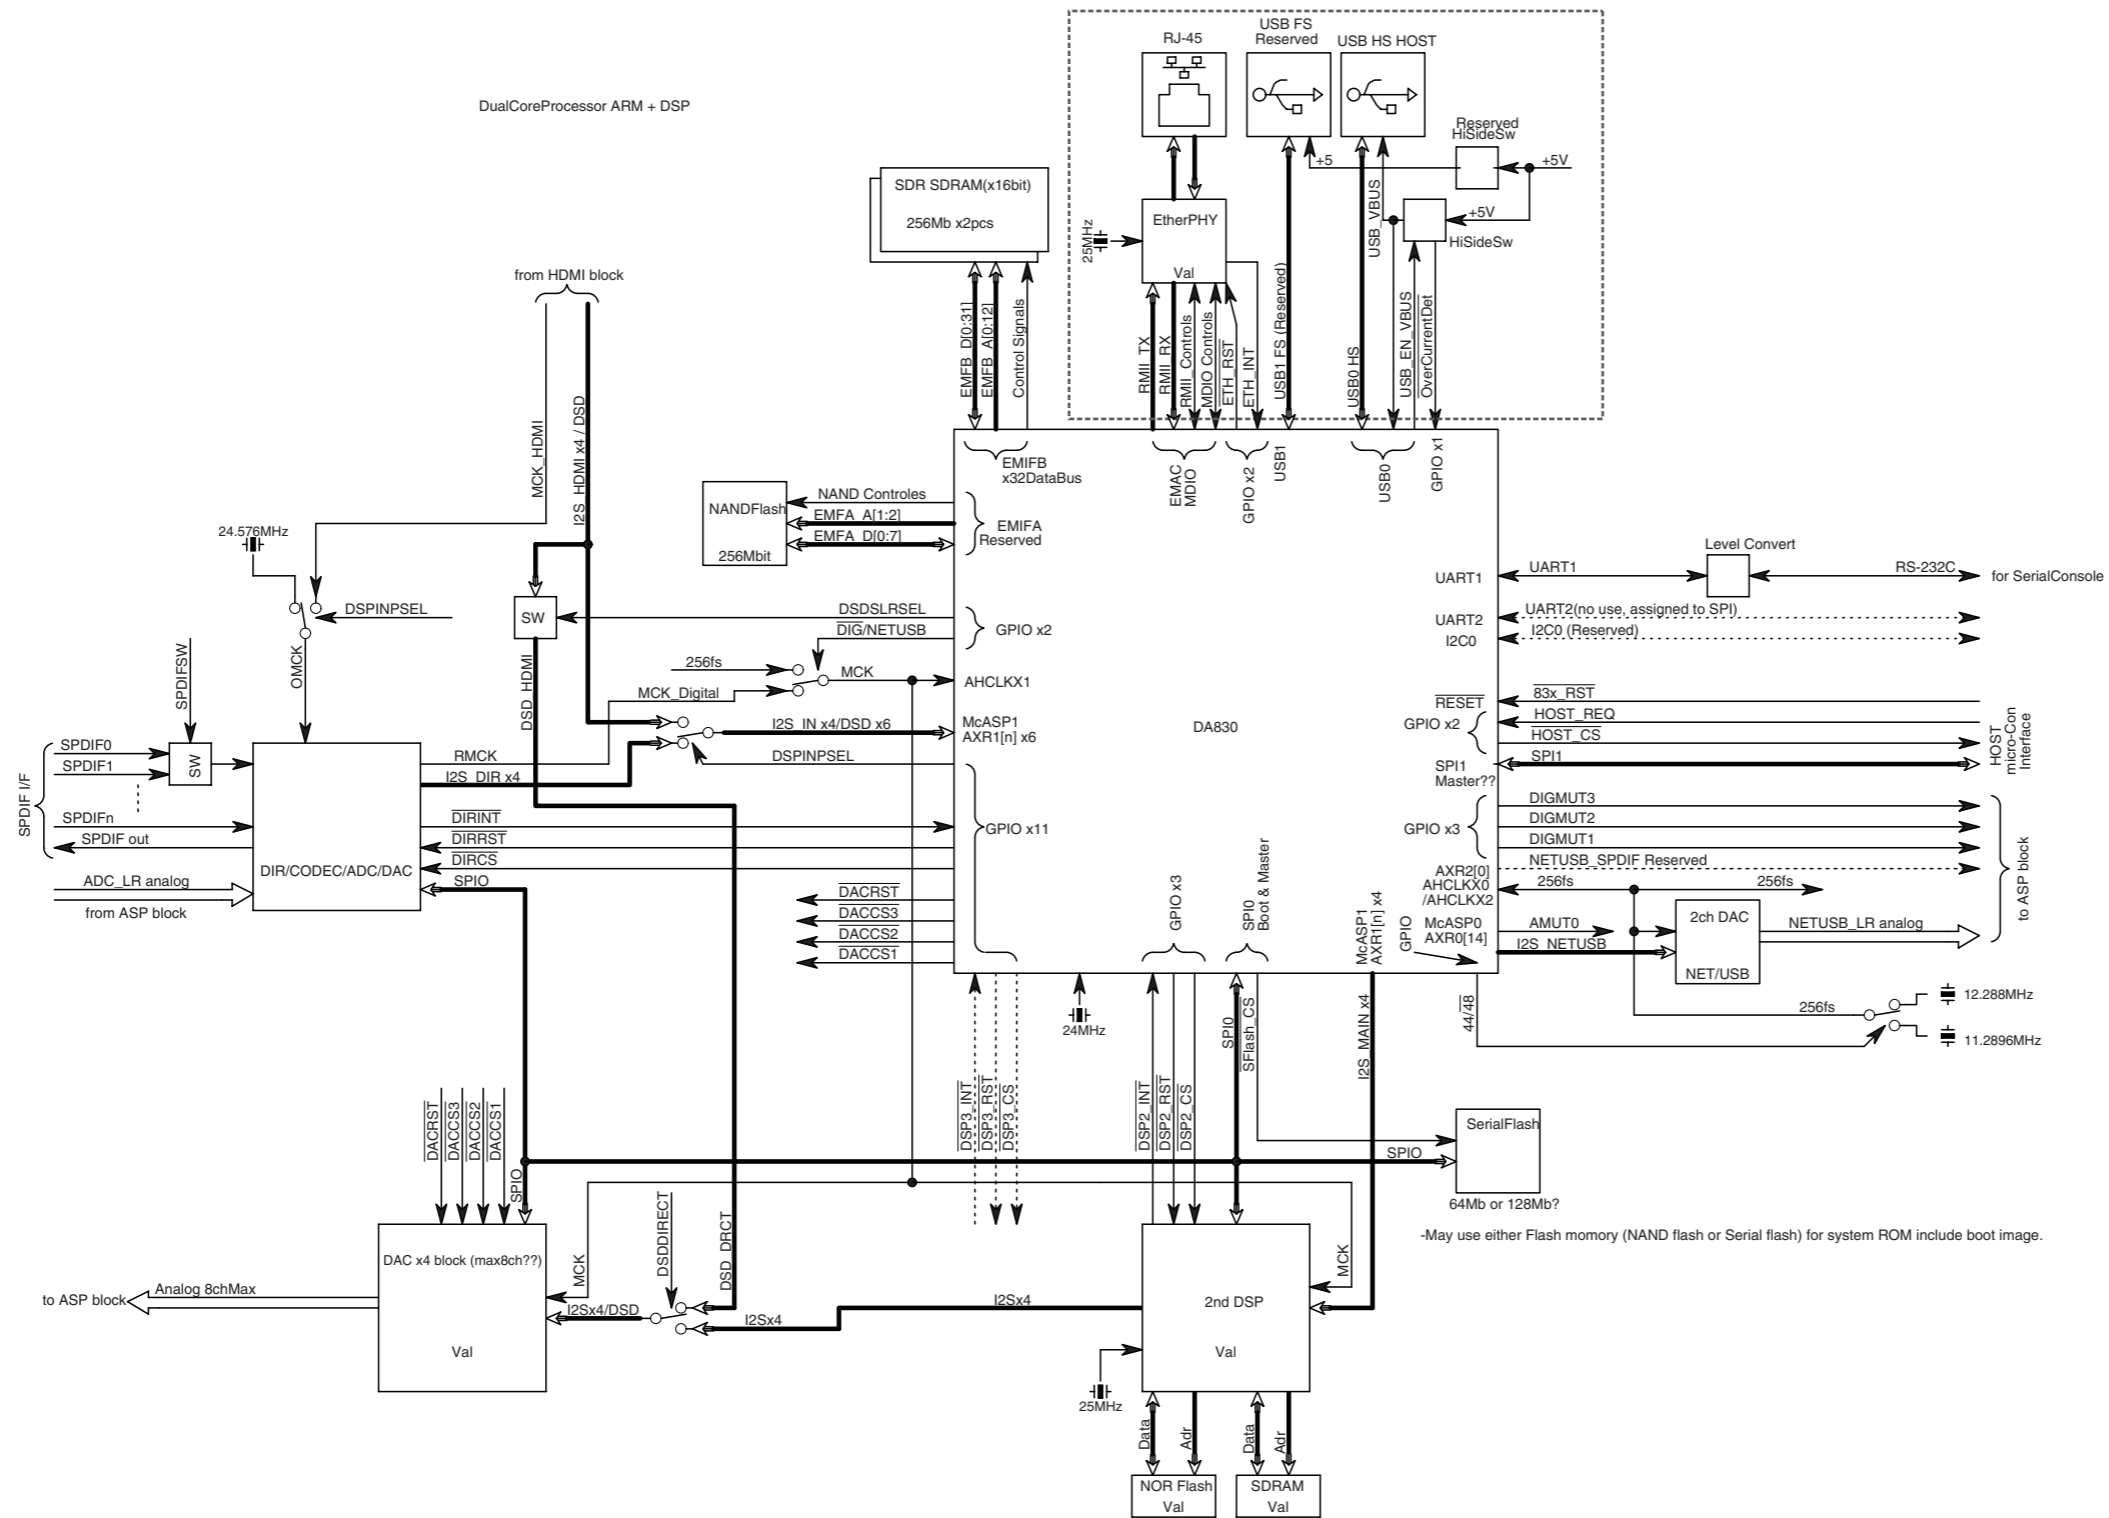 DualCoreProcessor ARM + DSP
RJ-45
USB FS
Reserved
USB HS HOST
Reserved
HiSideSw
+5
+5V
+5V
HiSideSw
USB_VBUS
EtherPHY
Val
25MHz
SDR SDRAM(x16bit)
256Mb x2pcs
EMFB_D[0:31]
EMFB_A[0:12]
Control Signals
RMII_TX
RMII_RX
RMII_Controls
MDIO Controls
ETH_RST
ETH_INT
USB1 FS (Reserved)
USB0 HS
USB_EN_VBUS
OverCurrentDet
from HDMI block
MCK_HDMI
I2S_HDMI x4 / DSD
EMIFB
x32DataBus
EMAC
MDIO
GPIO x2
USB1
USB0
GPIO x1
NANDFlash
256Mbit
NAND Controles
EMFA_A[1:2]
EMFA_D[0:7]
EMIFA
Reserved
24.576MHz
DSPINPSEL
OMCK
SW
DSDSLRSEL
DIG/NETUSB
GPIO x2
DSD_HDMI
256fs
MCK_Digital
MCK
AHCLKX1
I2S_IN x4/DSD x6
McASP1
AXR1[n] x6
DSPINPSEL
DA830
UART1
UART1
Level Convert
RS-232C
for SerialConsole
UART2
UART2(no use, assigned to SPI)
I2C0
I2C0 (Reserved)
RESET
83x_RST
GPIO x2
HOST_REQ
HOST_CS
SPI1
Master??
SPI1
HOST
micro-Con
Interface
GPIO x3
DIGMUT3
DIGMUT2
DIGMUT1
AXR2[0]
NETUSB_SPDIF Reserved
AHCLKX0
/AHCLKX2
256fs
256fs
McASP0
AXR0[14]
AMUT0
I2S_NETUSB
GPIO
2ch DAC
NET/USB
NETUSB_LR analog
to ASP block
256fs
12.288MHz
11.2896MHz
44/48
SPDIF I/F
SPDIFSW
SPDIF0
SPDIF1
SW
SPDIFn
SPDIF out
ADC_LR analog
from ASP block
DIR/CODEC/ADC/DAC
RMCK
I2S_DIR x4
DIRINT
DIRRST
DIRCS
SPIO
GPIO x11
DACRST
DACCS3
DACCS2
DACCS1
GPIO x3
SPI0
Boot & Master
McASP1
AXR1[n] x4
24MHz
DSP3_INT
DSP3_RST
DSP3_CS
DSP2_INT
DSP2_RST
DSP2_CS
SPI0
SFlash_CS
I2S_MAIN x4
DACRST
DACCS3
DACCS2
DACCS1
SPIO
SPIO
SerialFlash
64Mb or 128Mb?
-May use either Flash momory (NAND flash or Serial flash) for system ROM include boot image.
DAC x4 block (max8ch??)
Val
MCK
DSDDIRECT
DSD_DRCT
to ASP block
Analog 8chMax
I2Sx4/DSD
I2Sx4
I2Sx4
2nd DSP
Val
MCK
25MHz
Data
Adr
Data
Adr
NOR Flash
Val
SDRAM
Val